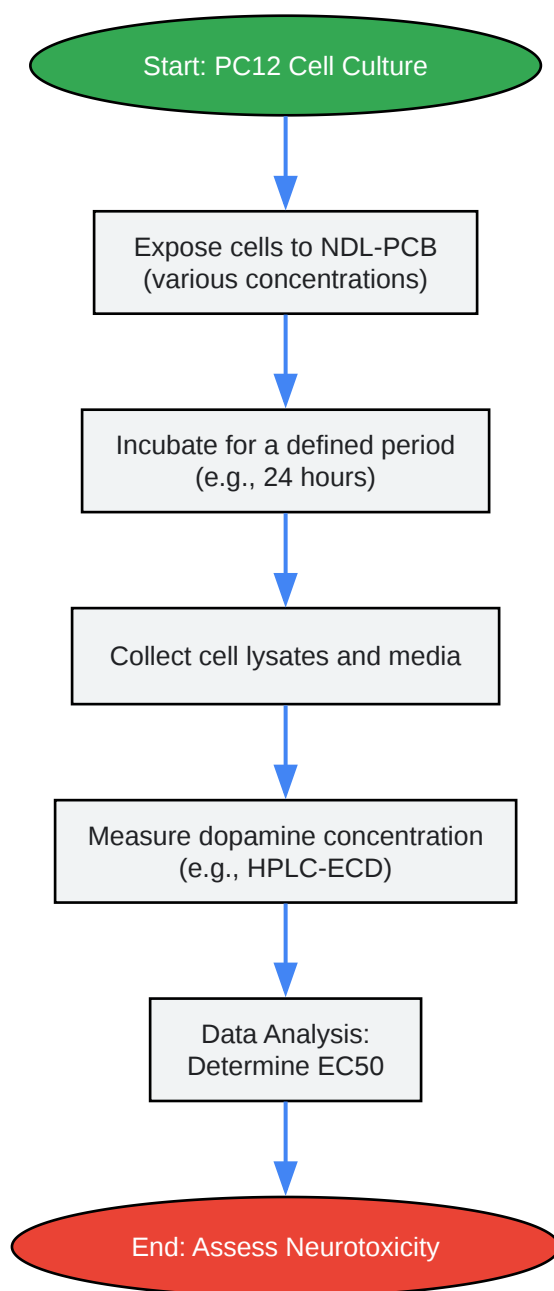 Start: PC12 Cell Culture
Expose cells to NDL-PCB
(various concentrations)
Incubate for a defined period
(e.g., 24 hours)
Collect cell lysates and media
Measure dopamine concentration
(e.g., HPLC-ECD)
Data Analysis:
Determine EC50
End: Assess Neurotoxicity